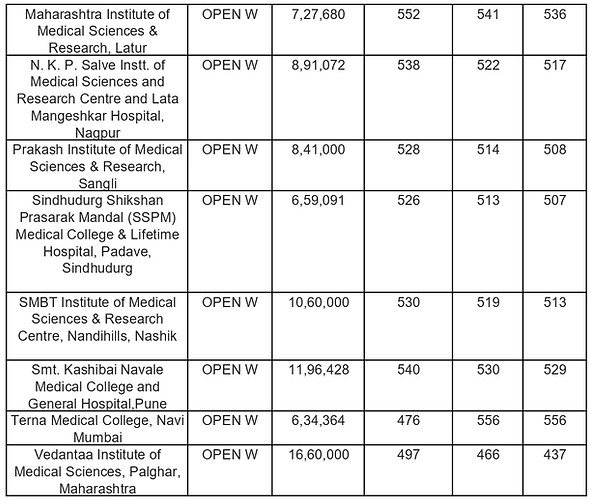 Maharashtra Institute of Medical Sciences & Research, Latur OPEN W 7,27,680 552 541 536
N. K. P. Salve Instt. of Medical Sciences and Research Centre and Lata Mangeshkar Hospital, Nagpur OPEN W 8,91,072 538 522 517
Prakash Institute of Medical Sciences & Research, Sangli OPEN W 8,41,000 528 514 508
Sindhudurg Shikshan Prasarak Mandal (SSPM) Medical College & Lifetime Hospital, Padave, Sindhudurg OPEN W 6,59,091 526 513 507
SMBT Institute of Medical Sciences & Research Centre, Nandihills, Nashik OPEN W 10,60,000 530 519 513
Smt. Kashibai Navale Medical College and General Hospital,Pune OPEN W 11,96,428 540 530 529
Terna Medical College, Navi Mumbai OPEN W 6,34,364 476 556 556
Vedantaa Institute of Medical Sciences, Palghar, Maharashtra OPEN W 16,60,000 497 466 437